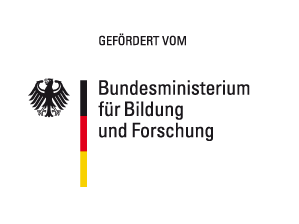 GEFÖRDERT VOM
Bundesministerium
für Bildung
und Forschung